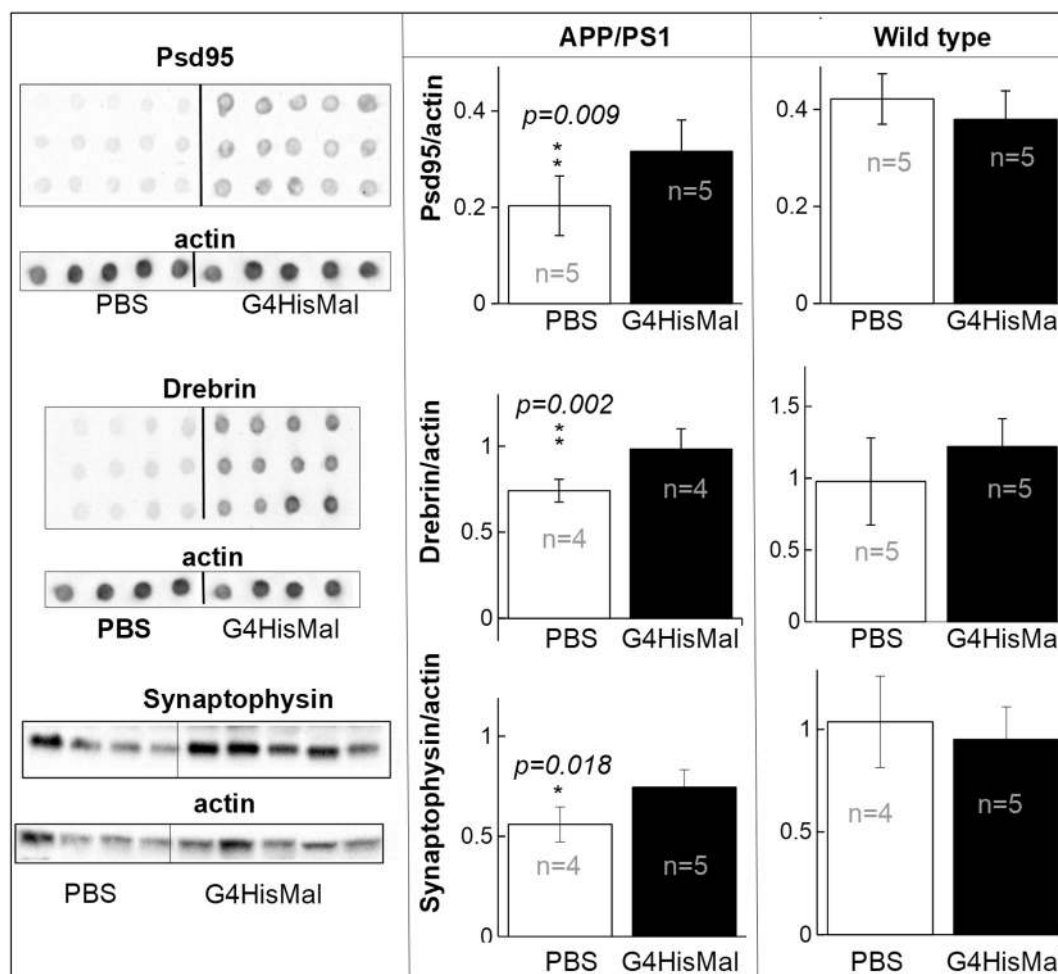 Psd95
actin
PBS G4HisMal
Drebrin
actin
PBS G4HisMal
Synaptophysin
actin
PBS G4HisMal
APP/PS1
Psd95/actin
0.4
0.2
0
p=0.009
**
n=5
n=5
PBS G4HisMal
Drebrin/actin
1
0.5
0
p=0.002
**
n=4
n=4
PBS G4HisMal
Synaptophysin/actin
1
0.5
0
p=0.018
*
n=4
n=5
PBS G4HisMal
Wild type
0.4
0.2
0
n=5
n=5
PBS G4HisMal
1.5
1
0.5
0
n=5
n=5
PBS G4HisMal
1
0.5
0
n=4
n=5
PBS G4HisMal